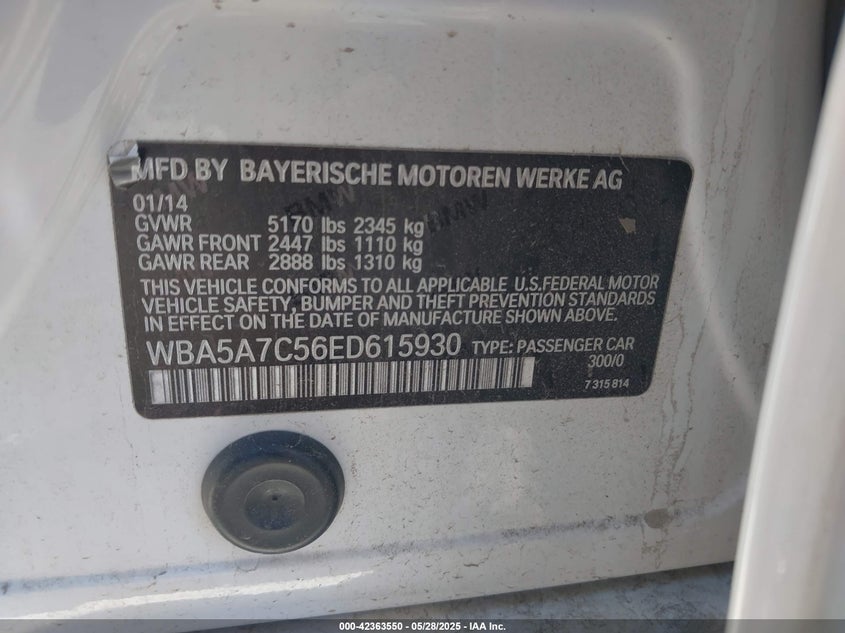 MFD BY BAYERISCHE MOTOREN WERKE AG
01/14
GVWR 5170 lbs 2345 kg
GAWR FRONT 2447 lbs 1110 kg
GAWR REAR 2888 lbs 1310 kg
THIS VEHICLE CONFORMS TO ALL APPLICABLE U.S.FEDERAL MOTOR
VEHICLE SAFETY, BUMPER AND THEFT PREVENTION STANDARDS
IN EFFECT ON THE DATE OF MANUFACTURE SHOWN ABOVE.
WBA5A7C56ED615930 TYPE: PASSENGER CAR
300/0
7 315 814
000-42363550 - 05/28/2025 - IAA Inc.